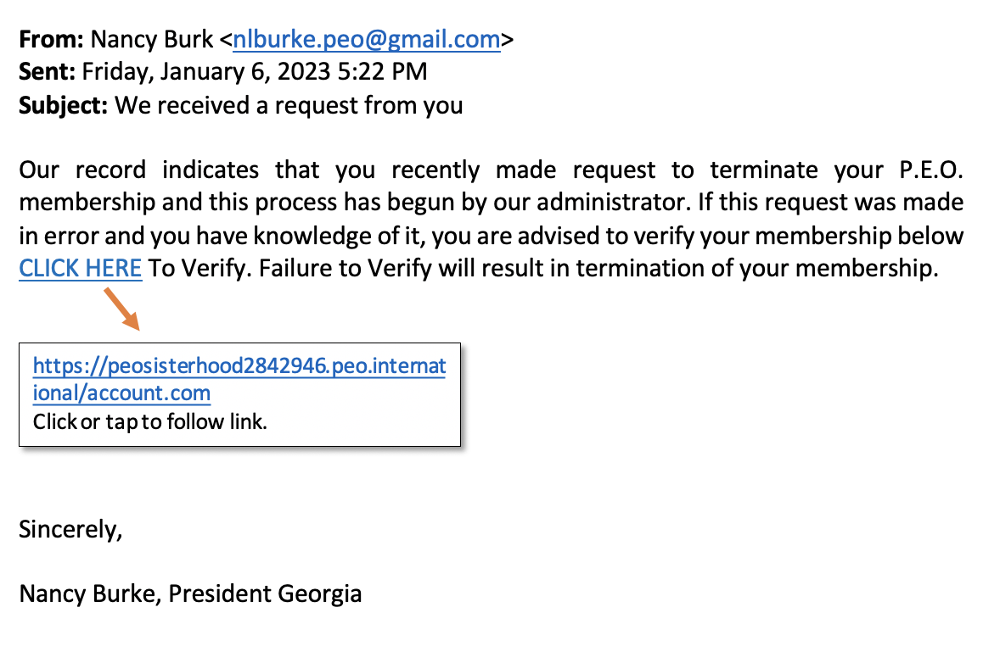 From: Nancy Burk <nlburke.peo@gmail.com>
Sent: Friday, January 6, 2023 5:22 PM
Subject: We received a request from you
Our record indicates that you recently made request to terminate your P.E.O.
membership and this process has begun by our administrator. If this request was made
in error and you have knowledge of it, you are advised to verify your membership below
CLICK HERE To Verify. Failure to Verify will result in termination of your membership.
https://peosisterhood2842946.peo.internat
ional/account.com
Click or tap to follow link.
Sincerely,
Nancy Burke, President Georgia